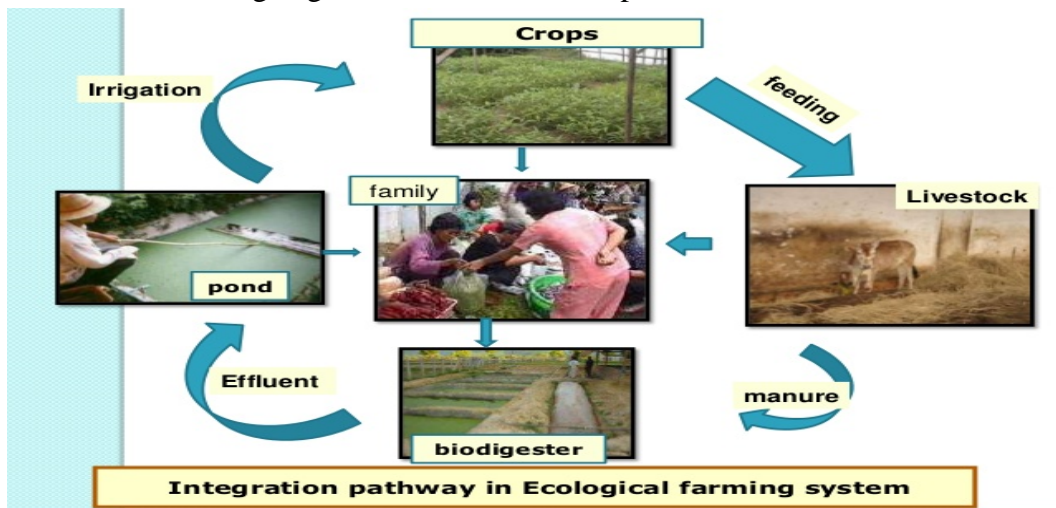 Crops
Irrigation
feeding
family
Livestock
pond
Effluent
manure
biodigester
Integration pathway in Ecological farming system